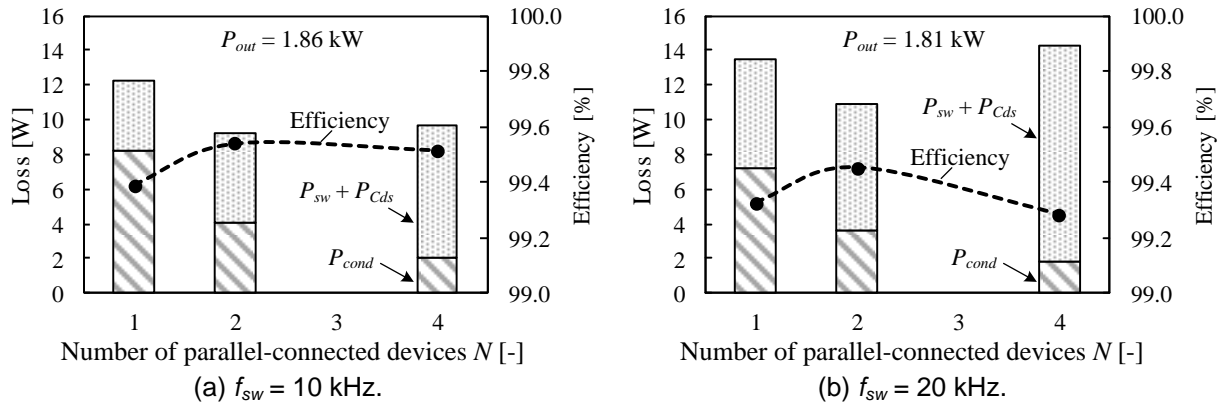 16
14
12
10
8
6
4
2
0
Loss [W]
P_out = 1.86 kW
Efficiency
P_sw + P_Cds
P_cond
100.0
99.8
99.6
99.4
99.2
99.0
Efficiency [%]
1 2 3 4
Number of parallel-connected devices N [-]
(a) f_sw = 10 kHz.
16
14
12
10
8
6
4
2
0
Loss [W]
P_out = 1.81 kW
P_sw + P_Cds
Efficiency
P_cond
100.0
99.8
99.6
99.4
99.2
99.0
Efficiency [%]
1 2 3 4
Number of parallel-connected devices N [-]
(b) f_sw = 20 kHz.